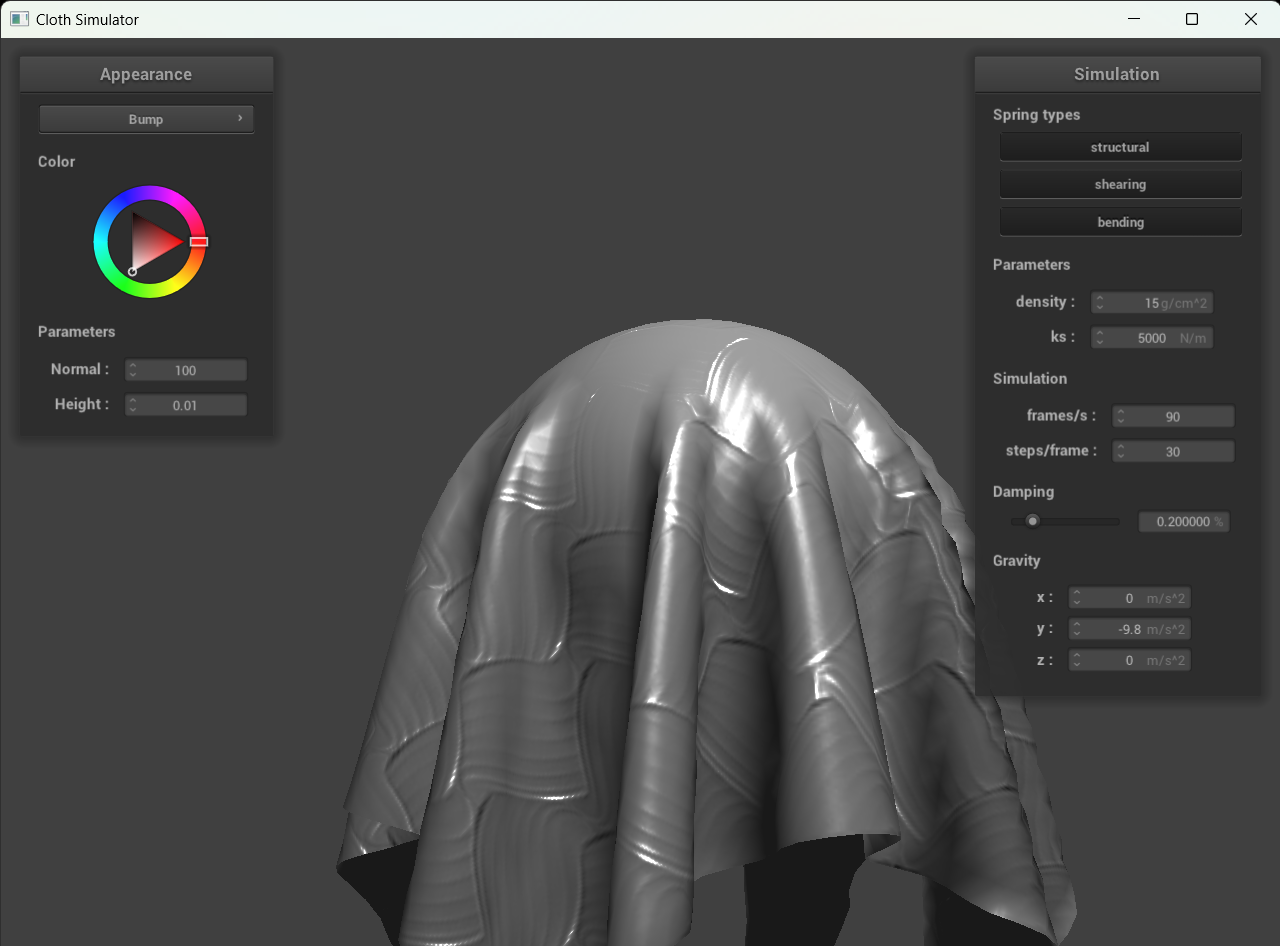 Cloth Simulator
Appearance
Bump
Color
Parameters
Normal : 100
Height : 0.01
Simulation
Spring types
structural
shearing
bending
Parameters
density : 15 g/cm^2
ks : 5000 N/m
Simulation
frames/s : 90
steps/frame : 30
Damping
0.200000 %
Gravity
x : 0 m/s^2
y : -9.8 m/s^2
z : 0 m/s^2